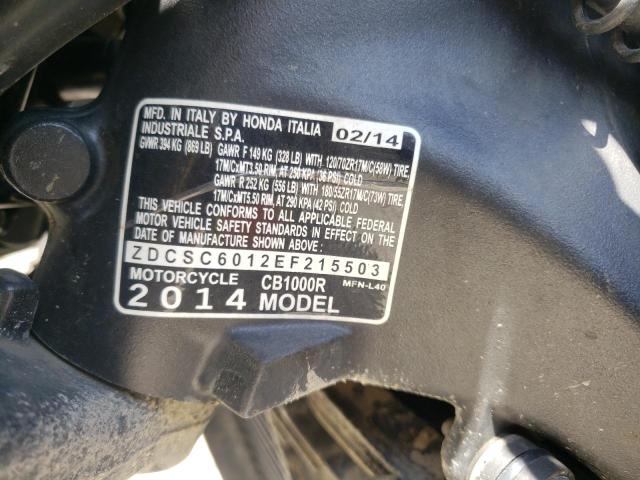 MFD. IN ITALY BY HONDA ITALIA
INDUSTRIALE S.P.A. 02/14
GVWR 394 KG (869 LB) GAWR F 149 KG (328 LB) WITH 120/70ZR17M/C(58W) TIRE
17M/CxMT3.50 RIM, AT 250 KPA (36 PSI) COLD
GAWR R 252 KG (556 LB) WITH 180/55ZR17M/C(73W) TIRE
17M/CxMT5.50 RIM, AT 290 KPA (42 PSI) COLD
THIS VEHICLE CONFORMS TO ALL APPLICABLE FEDERAL
MOTOR VEHICLE SAFETY STANDARDS IN EFFECT ON THE
DATE OF MANUFACTURE SHOWN ABOVE.
ZDCSC6012EF215503
MOTORCYCLE CB1000R MFN-L40
2014 MODEL